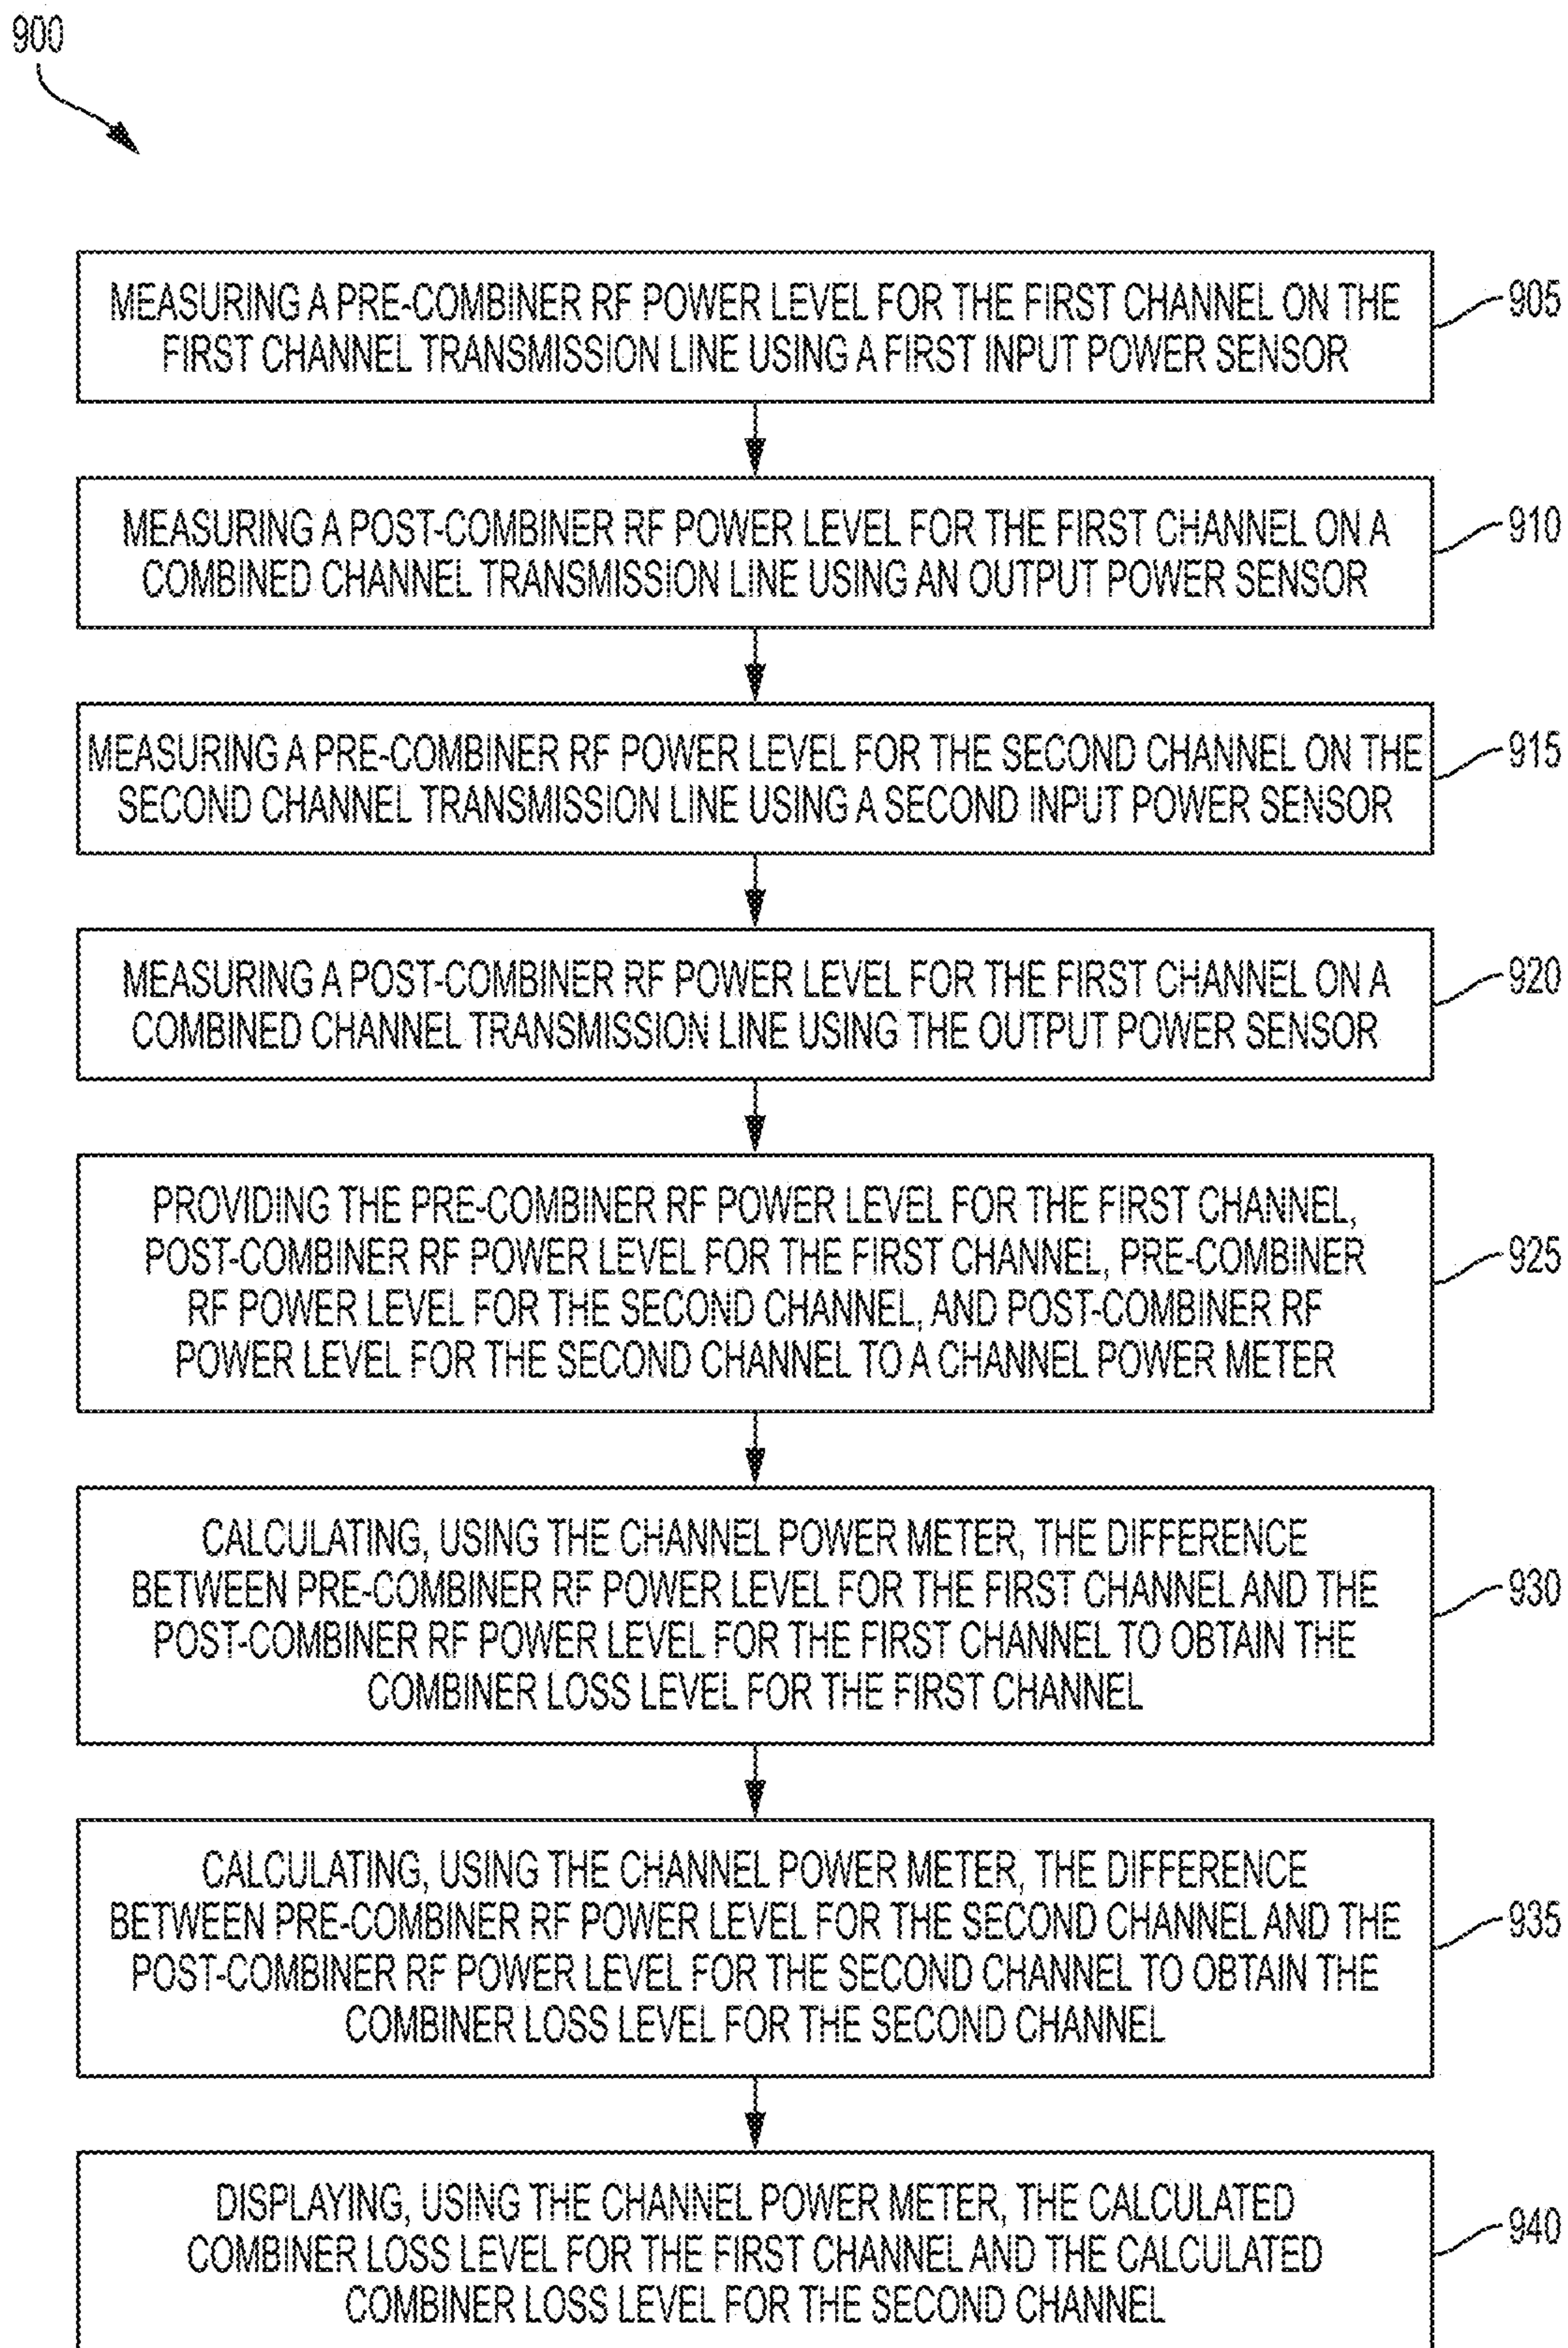 900
MEASURING A PRE-COMBINER RF POWER LEVEL FOR THE FIRST CHANNEL ON THE
FIRST CHANNEL TRANSMISSION LINE USING A FIRST INPUT POWER SENSOR
905
MEASURING A POST-COMBINER RF POWER LEVEL FOR THE FIRST CHANNEL ON A
COMBINED CHANNEL TRANSMISSION LINE USING AN OUTPUT POWER SENSOR
910
MEASURING A PRE-COMBINER RF POWER LEVEL FOR THE SECOND CHANNEL ON THE
SECOND CHANNEL TRANSMISSION LINE USING A SECOND INPUT POWER SENSOR
915
MEASURING A POST-COMBINER RF POWER LEVEL FOR THE FIRST CHANNEL ON A
COMBINED CHANNEL TRANSMISSION LINE USING THE OUTPUT POWER SENSOR
920
PROVIDING THE PRE-COMBINER RF POWER LEVEL FOR THE FIRST CHANNEL,
POST-COMBINER RF POWER LEVEL FOR THE FIRST CHANNEL, PRE-COMBINER
RF POWER LEVEL FOR THE SECOND CHANNEL, AND POST-COMBINER RF
POWER LEVEL FOR THE SECOND CHANNEL TO A CHANNEL POWER METER
925
CALCULATING, USING THE CHANNEL POWER METER, THE DIFFERENCE
BETWEEN PRE-COMBINER RF POWER LEVEL FOR THE FIRST CHANNEL AND THE
POST-COMBINER RF POWER LEVEL FOR THE FIRST CHANNEL TO OBTAIN THE
COMBINER LOSS LEVEL FOR THE FIRST CHANNEL
930
CALCULATING, USING THE CHANNEL POWER METER, THE DIFFERENCE
BETWEEN PRE-COMBINER RF POWER LEVEL FOR THE SECOND CHANNEL AND THE
POST-COMBINER RF POWER LEVEL FOR THE SECOND CHANNEL TO OBTAIN THE
COMBINER LOSS LEVEL FOR THE SECOND CHANNEL
935
DISPLAYING, USING THE CHANNEL POWER METER, THE CALCULATED
COMBINER LOSS LEVEL FOR THE FIRST CHANNEL AND THE CALCULATED
COMBINER LOSS LEVEL FOR THE SECOND CHANNEL
940